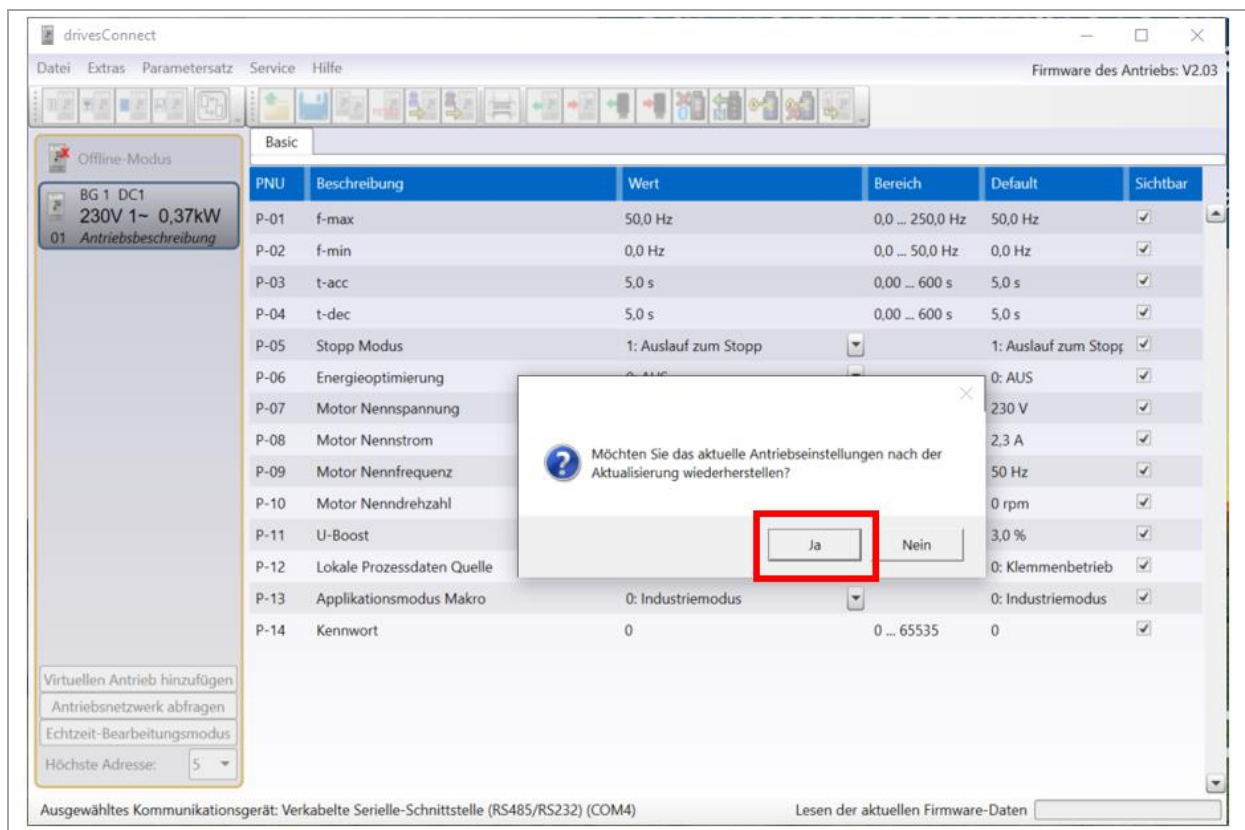 drivesConnect
Datei Extras Parametersatz Service Hilfe
Firmware des Antriebs: V2.03
Offline-Modus
BG 1 DC1
230V 1~ 0,37kW
01 Antriebsbeschreibung
Basic
PNU Beschreibung Wert Bereich Default Sichtbar
P-01 f-max 50,0 Hz 0,0 ... 250,0 Hz 50,0 Hz
P-02 f-min 0,0 Hz 0,0 ... 50,0 Hz 0,0 Hz
P-03 t-acc 5,0 s 0,00 ... 600 s 5,0 s
P-04 t-dec 5,0 s 0,00 ... 600 s 5,0 s
P-05 Stopp Modus 1: Auslauf zum Stopp 1: Auslauf zum Stopp
P-06 Energieoptimierung 0: AUS 0: AUS
P-07 Motor Nennspannung 230 V
P-08 Motor Nennstrom 2,3 A
P-09 Motor Nennfrequenz 50 Hz
P-10 Motor Nenndrehzahl 0 rpm
P-11 U-Boost 3,0 %
P-12 Lokale Prozessdaten Quelle 0: Klemmenbetrieb
P-13 Applikationsmodus Makro 0: Industriemodus 0: Industriemodus
P-14 Kennwort 0 0 ... 65535 0
Möchten Sie das aktuelle Antriebseinstellungen nach der
Aktualisierung wiederherstellen?
Ja Nein
Virtuellen Antrieb hinzufügen
Antriebsnetzwerk abfragen
Echtzeit-Bearbeitungsmodus
Höchste Adresse: 5
Ausgewähltes Kommunikationsgerät: Verkabelte Serielle-Schnittstelle (RS485/RS232) (COM4) Lesen der aktuellen Firmware-Daten